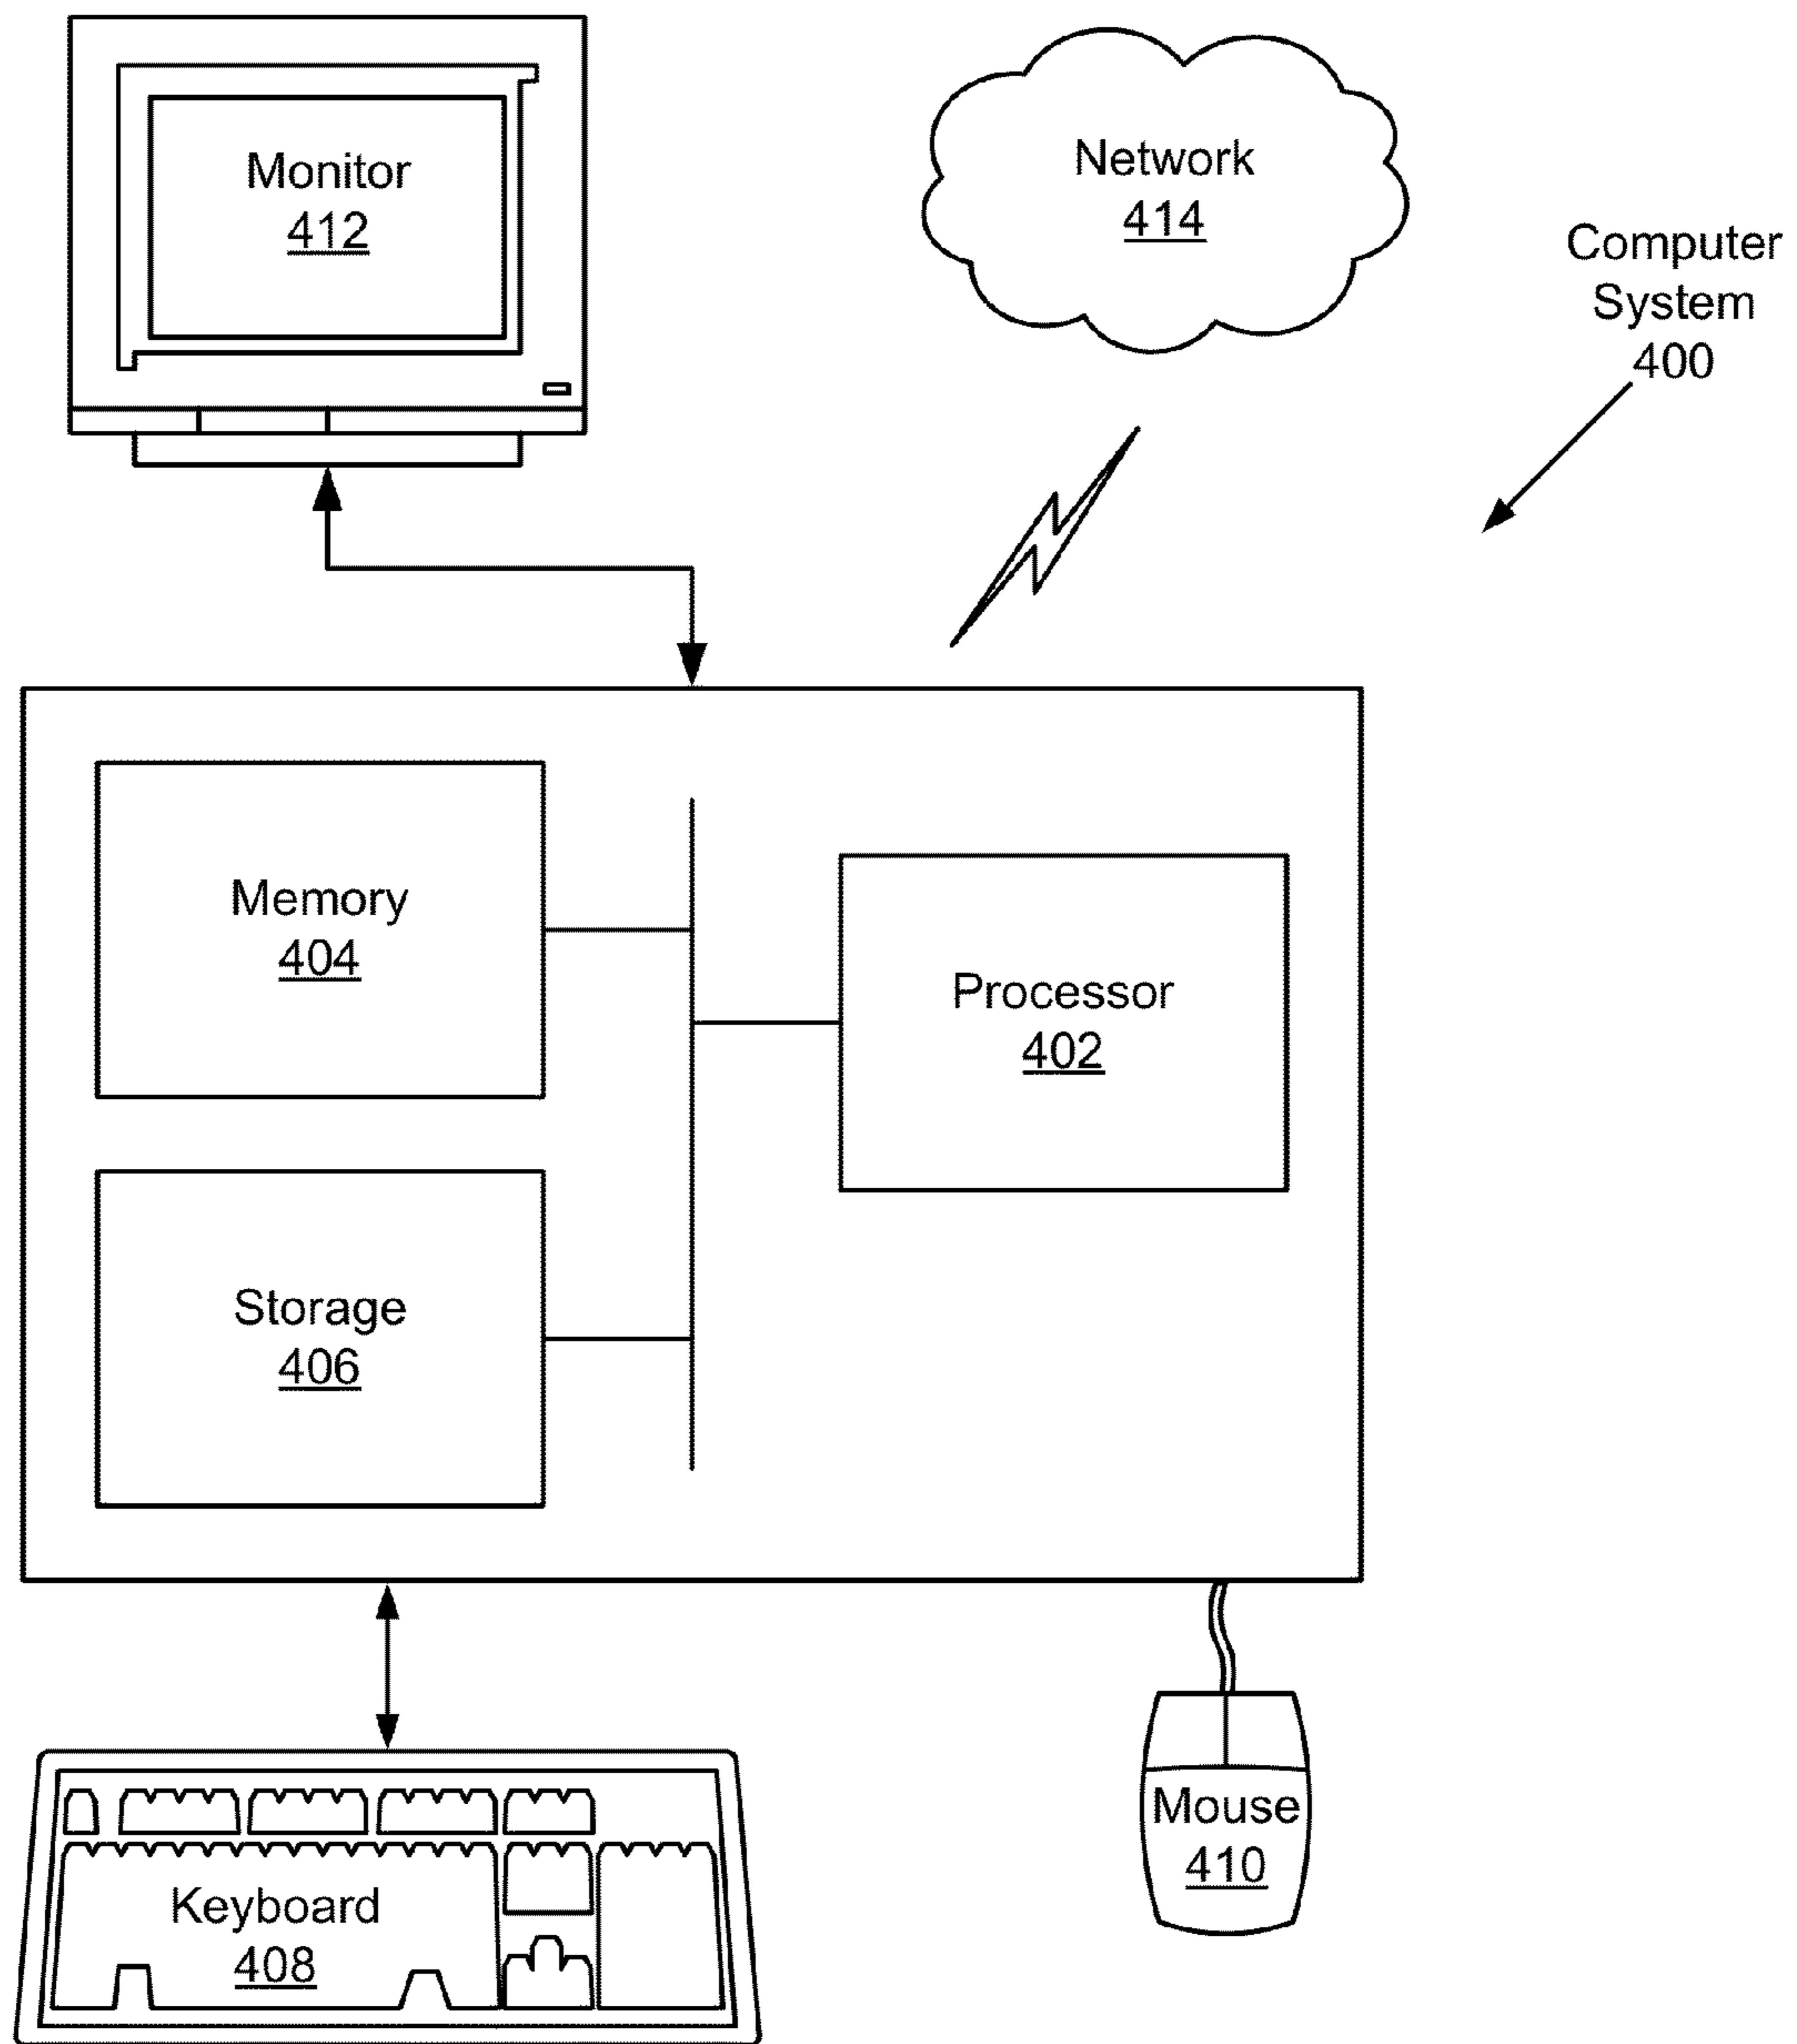 Monitor
412
Network
414
Computer
System
400
Memory
404
Processor
402
Storage
406
Mouse
410
Keyboard
408